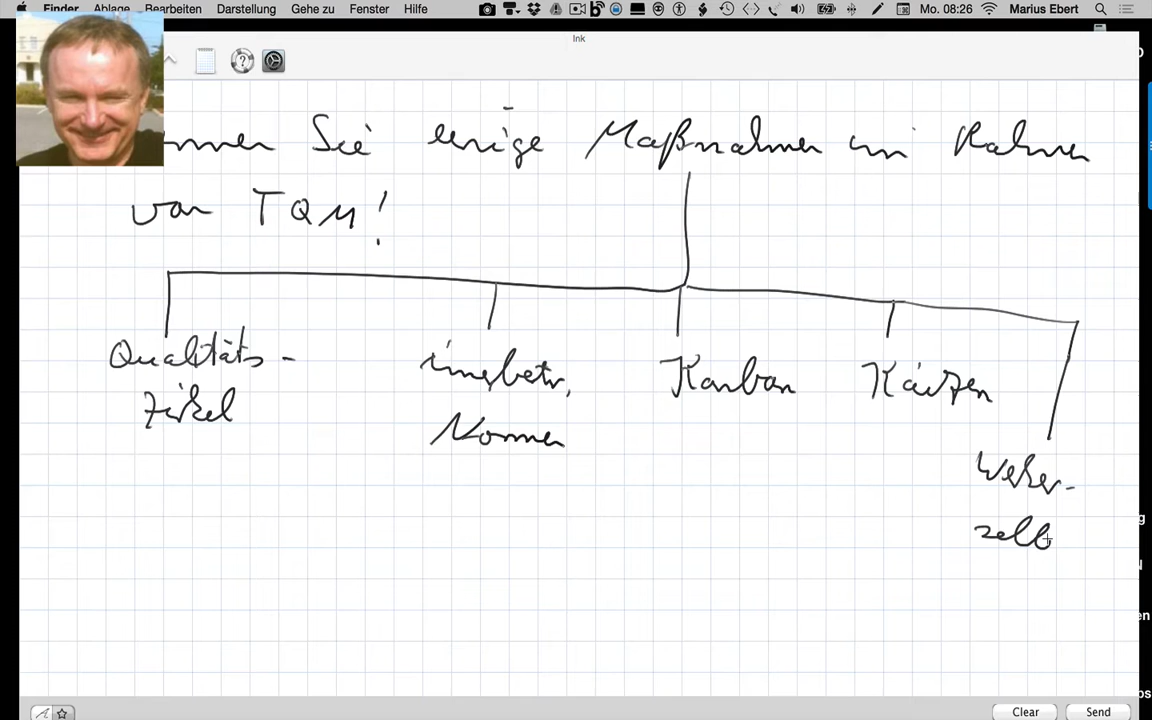 Finder Ablage Bearbeiten Darstellung Gehe zu Fenster Hilfe Mo. 08:26 Marius Ebert
Ink
nnen Sie einige Maßnahmen im Rahmen
von TQM!
Qualitäts -
zirkel
innerbetr.
Normen
Kanban
Kaizen
Weker-
zelle
Clear Send